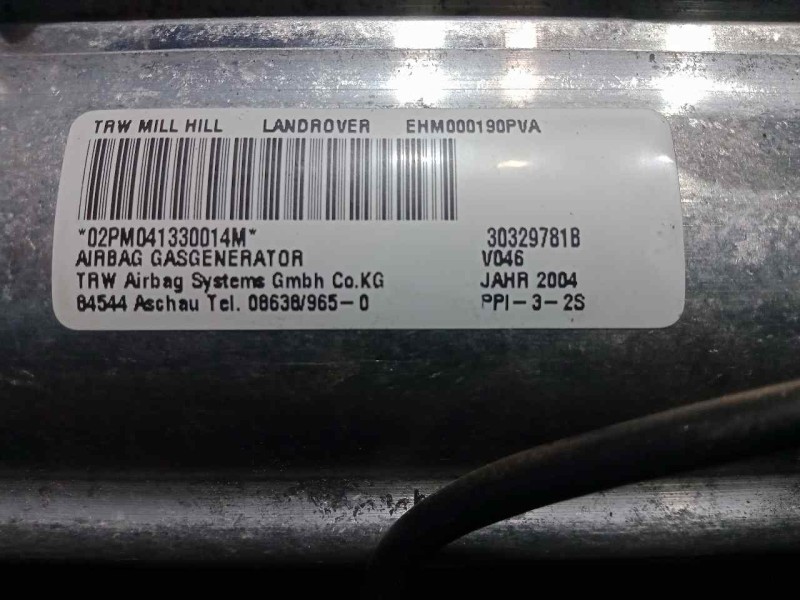 TRW MILL HILL LANDROVER EHM000190PVA
*02PM041330014M* 30329781B
AIRBAG GASGENERATOR V046
TRW Airbag Systems Gmbh Co.KG JAHR 2004
84544 Aschau Tel. 08638/965-0 PPI-3-2S